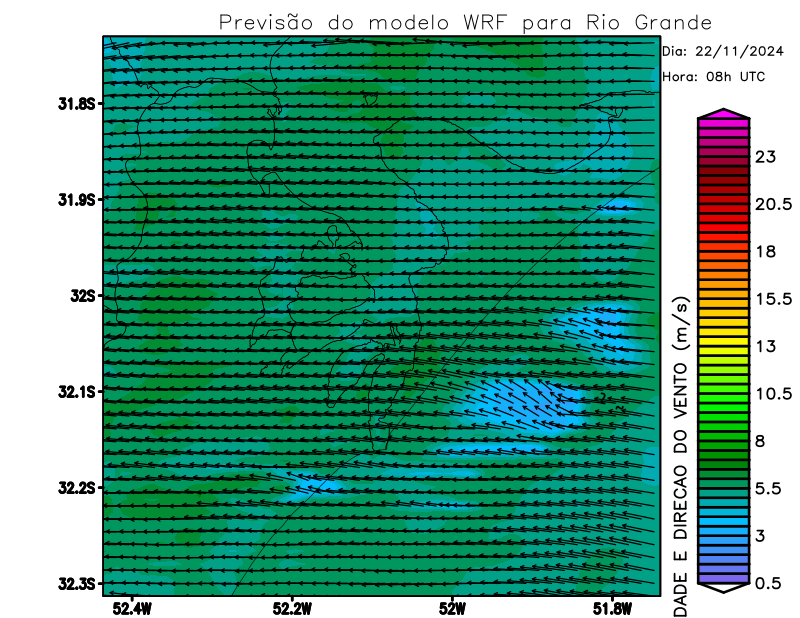 Previsão do modelo WRF para Rio Grande
Dia: 22/11/2024
Hora: 08h UTC
31.8S
31.9S
32S
32.1S
32.2S
32.3S
52.4W
52.2W
52W
51.8W
23
20.5
18
15.5
13
10.5
8
5.5
3
0.5
DADE E DIRECAO DO VENTO (m/s)